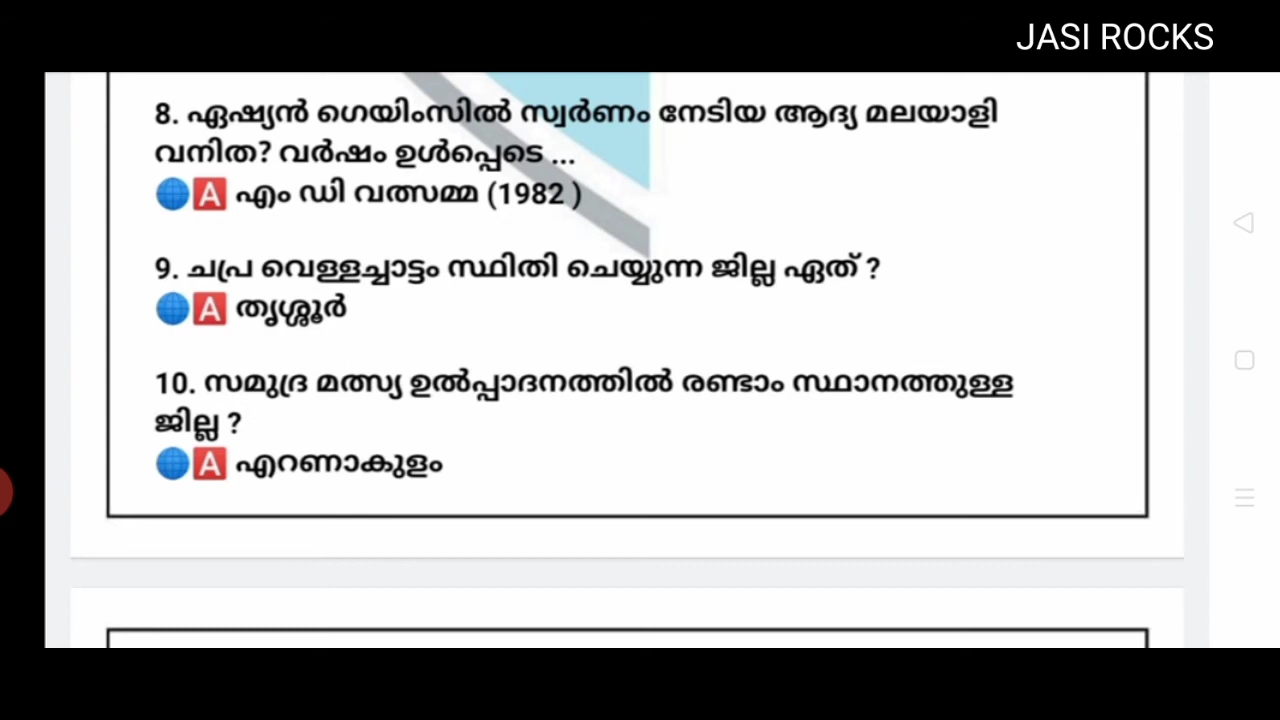 JASI ROCKS
8. ഏഷ്യൻ ഗെയിംസിൽ സ്വർണം നേടിയ ആദ്യ മലയാളി
വനിത? വർഷം ഉൾപ്പെടെ ...
🌐🅰 എം ഡി വത്സമ്മ (1982 )
9. ചപ്ര വെള്ളച്ചാട്ടം സ്ഥിതി ചെയ്യുന്ന ജില്ല ഏത് ?
🌐🅰 തൃശ്ശൂർ
10. സമുദ്ര മത്സ്യ ഉൽപ്പാദനത്തിൽ രണ്ടാം സ്ഥാനത്തുള്ള
ജില്ല ?
🌐🅰 എറണാകുളം